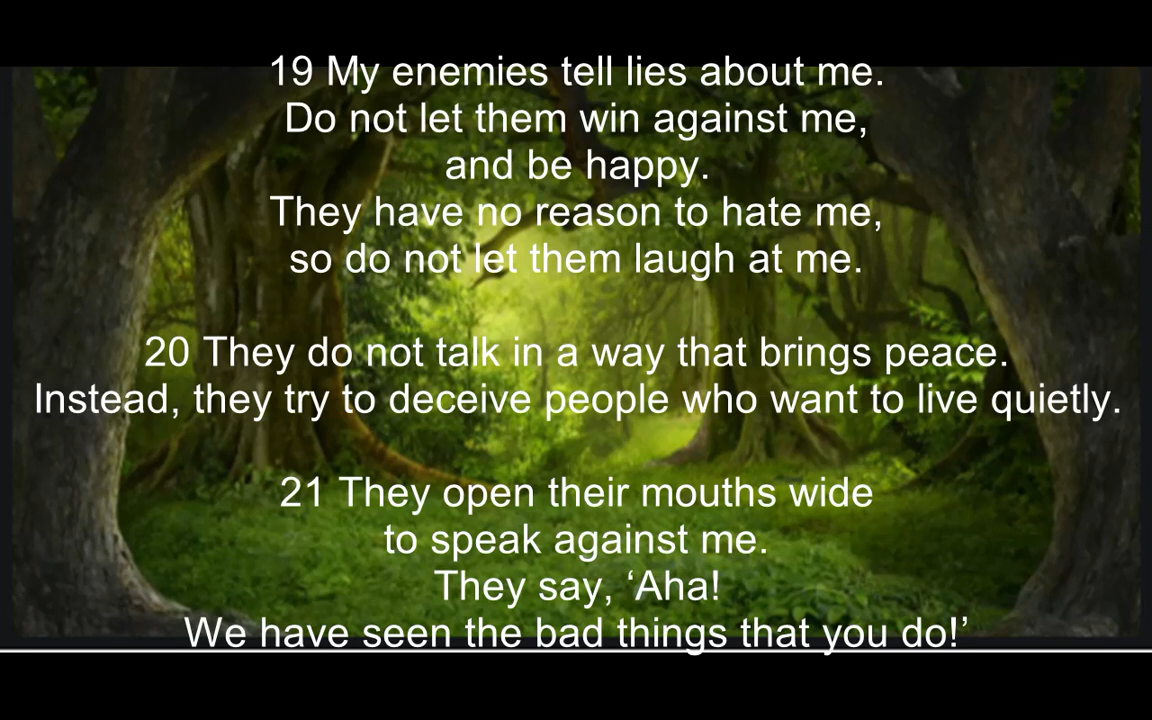 19 My enemies tell lies about me.
Do not let them win against me,
and be happy.
They have no reason to hate me,
so do not let them laugh at me.
20 They do not talk in a way that brings peace.
Instead, they try to deceive people who want to live quietly.
21 They open their mouths wide
to speak against me.
They say, ‘Aha!
We have seen the bad things that you do!’